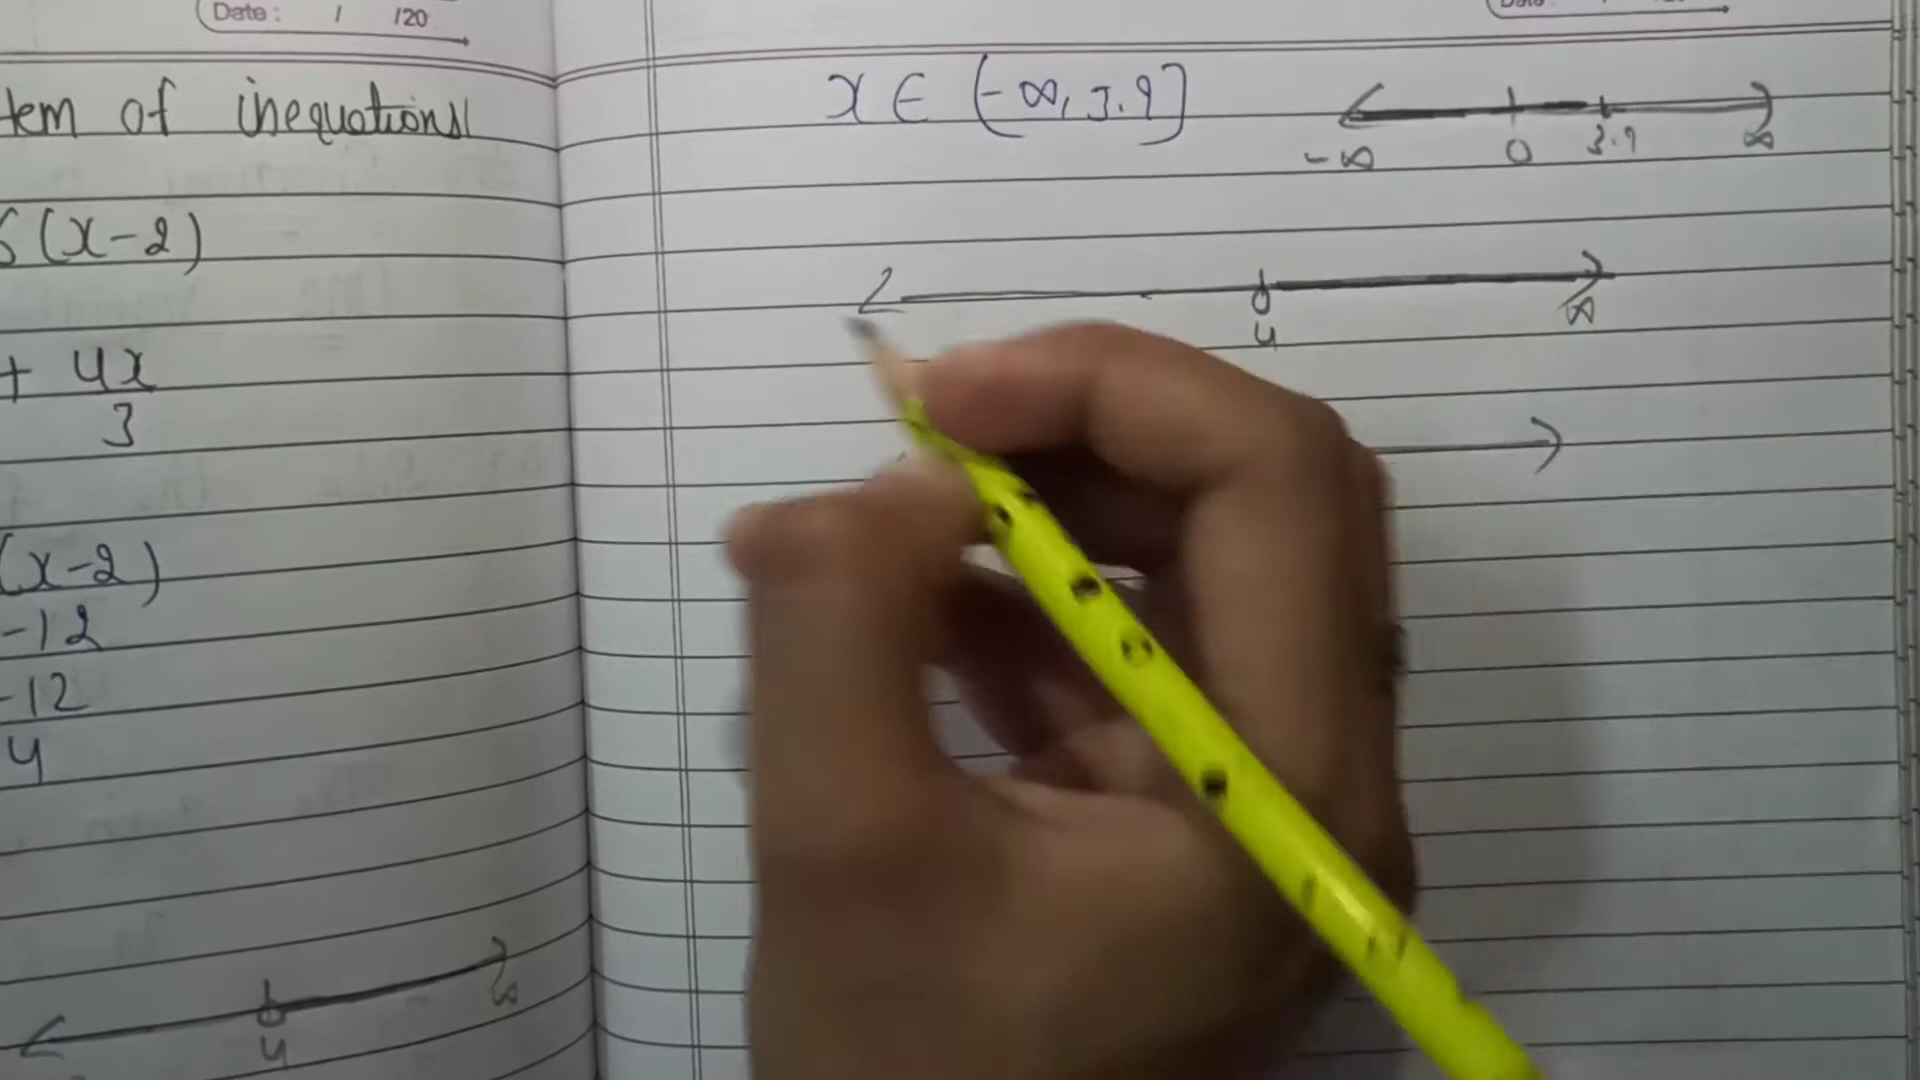 Date : / /20
tem of inequations
6(x-2)
+ 4x
3
(x-2)
-12
-12
4
4
∞
x ∈ (-∞, 3.9]
-∞ 0 3.9 ∞
4 ∞